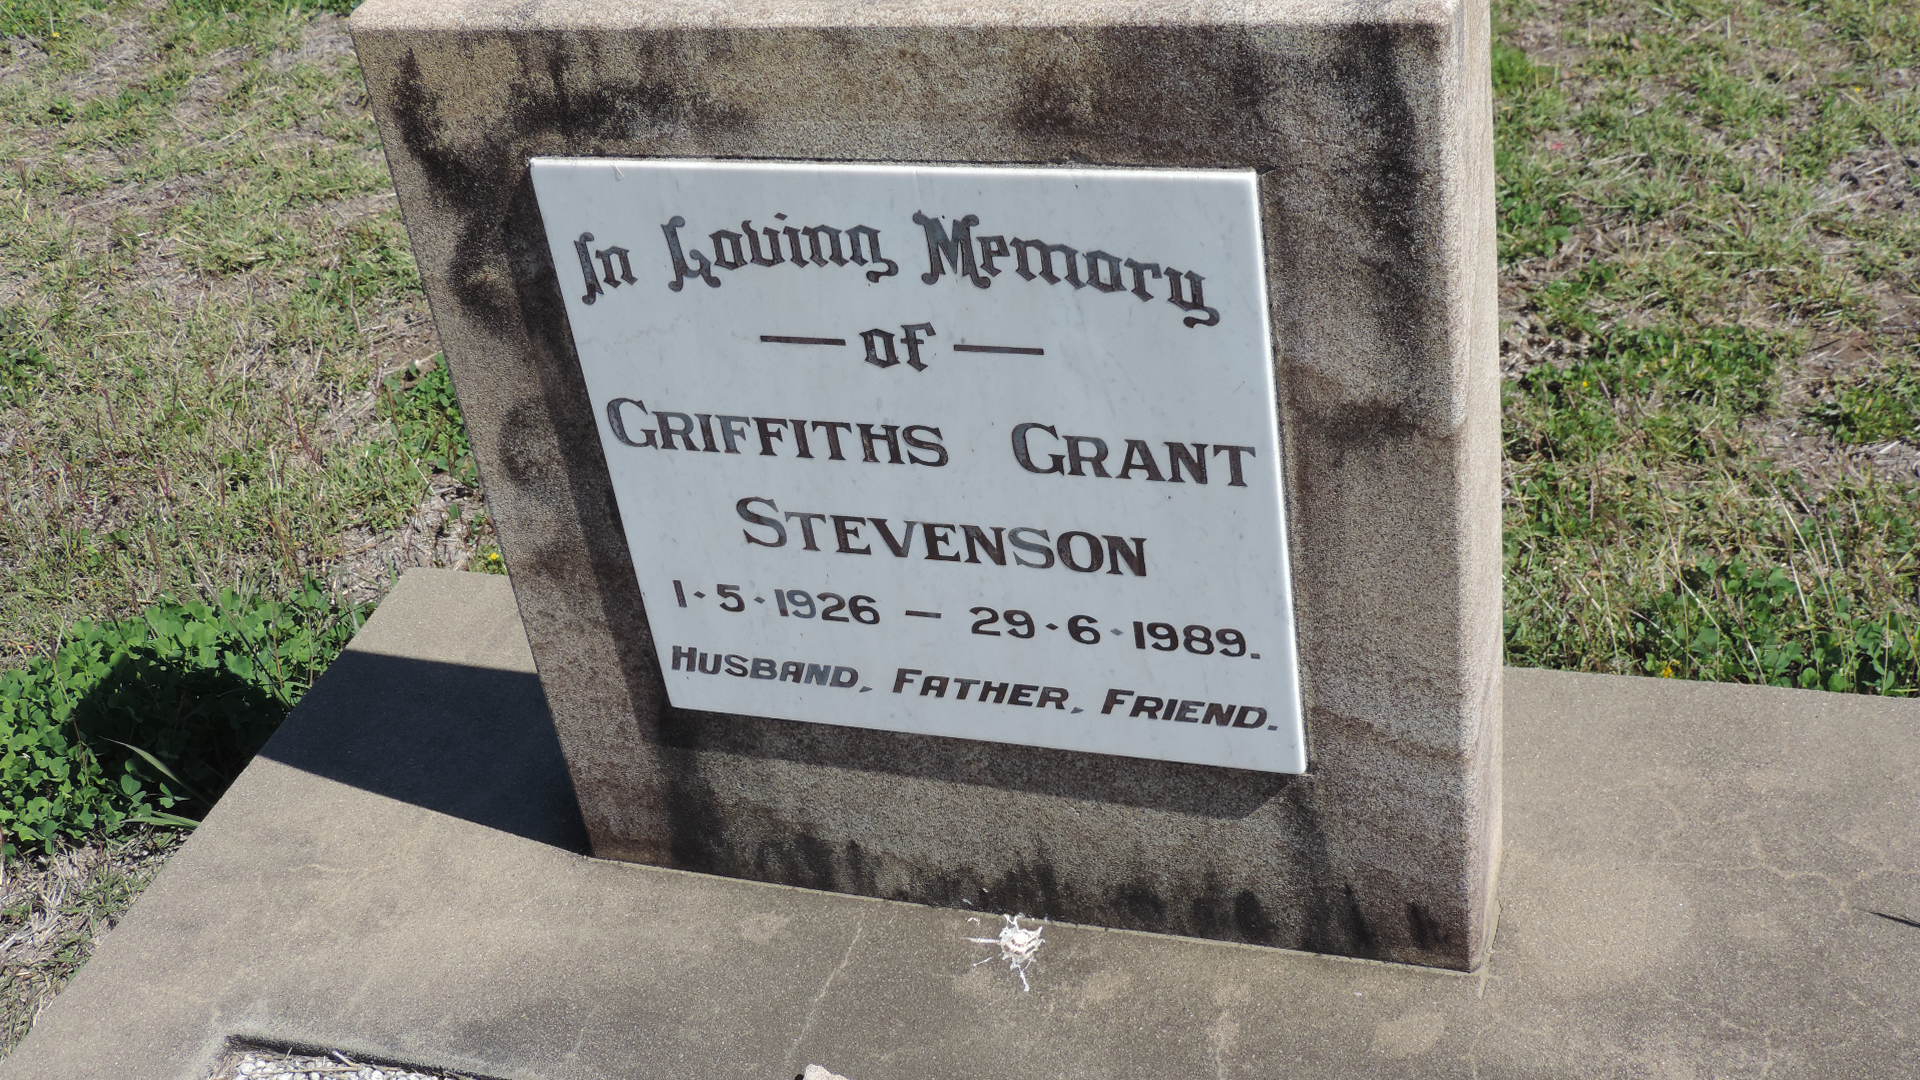 In Loving Memory
— of —
GRIFFITHS GRANT
STEVENSON
1·5·1926 — 29·6·1989.
HUSBAND, FATHER, FRIEND.